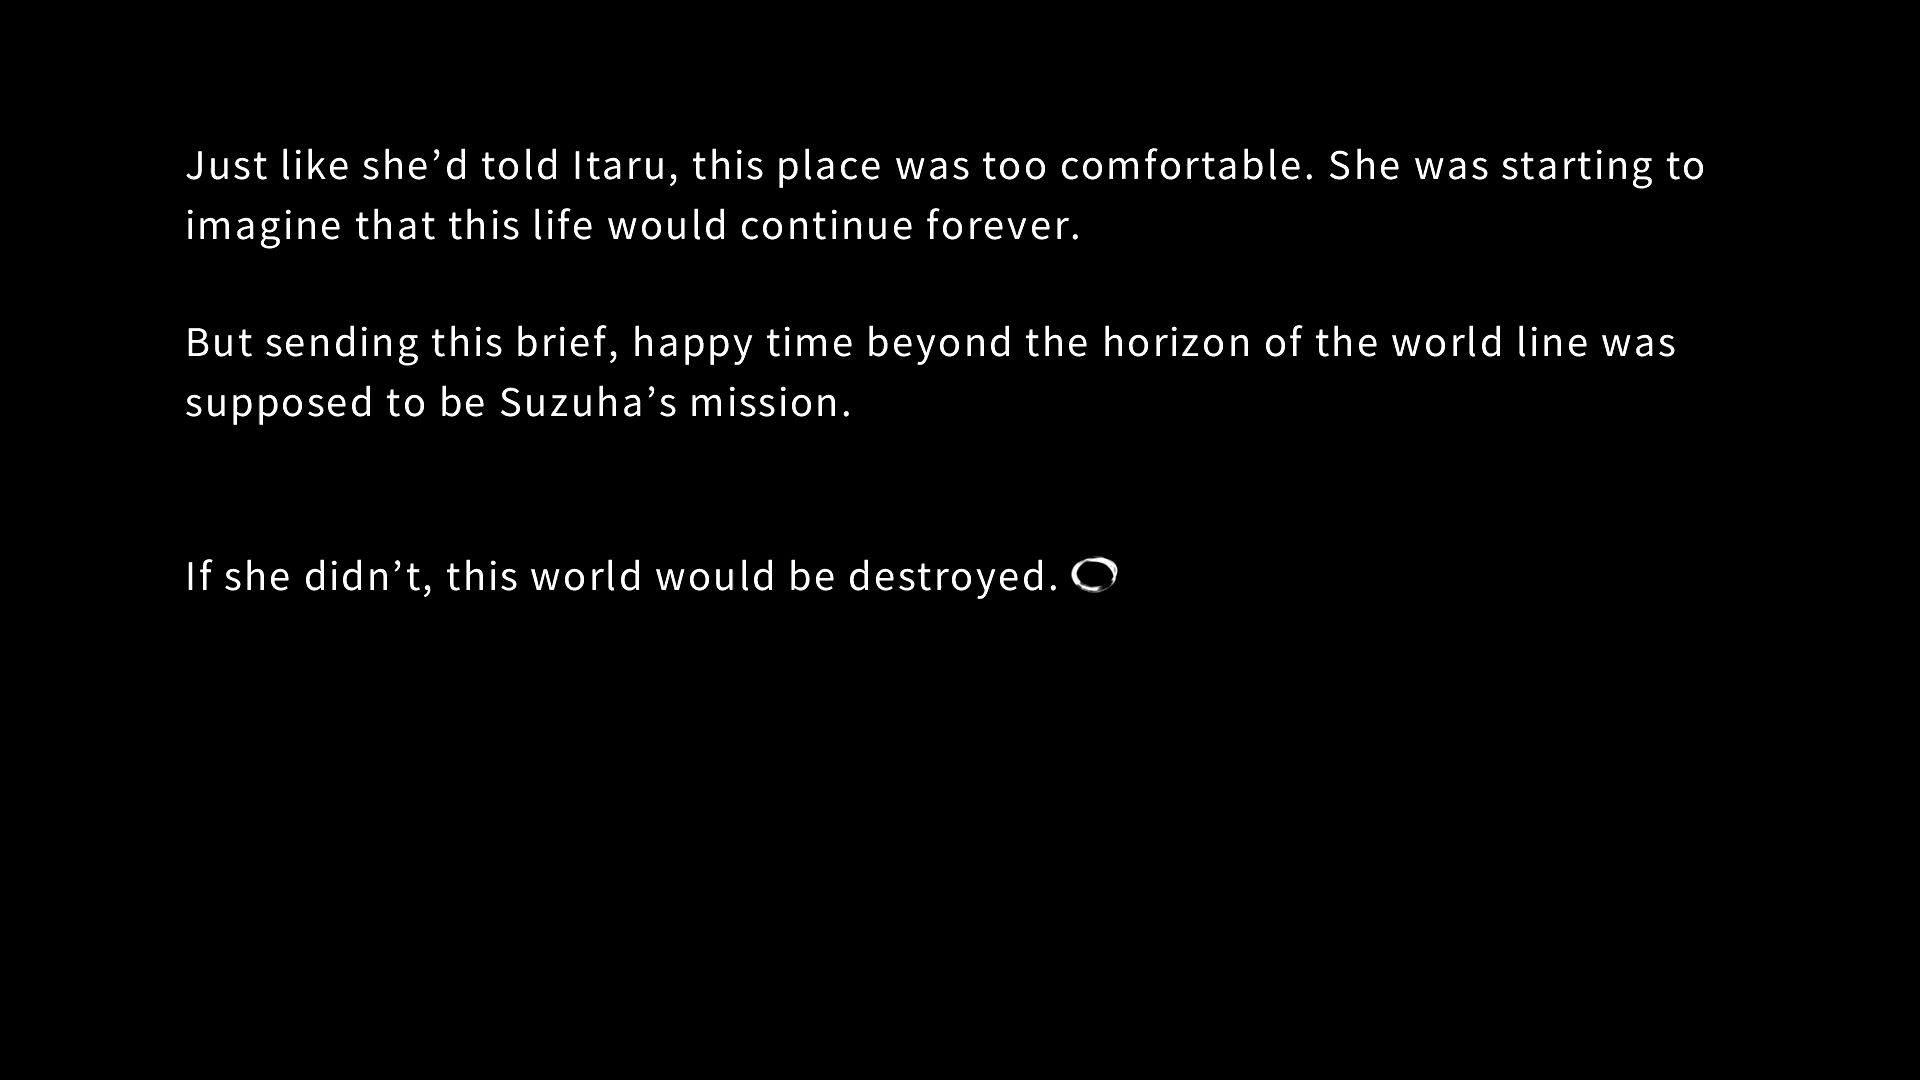 Just like she’d told Itaru, this place was too comfortable. She was starting to
imagine that this life would continue forever.
But sending this brief, happy time beyond the horizon of the world line was
supposed to be Suzuha’s mission.
If she didn’t, this world would be destroyed.